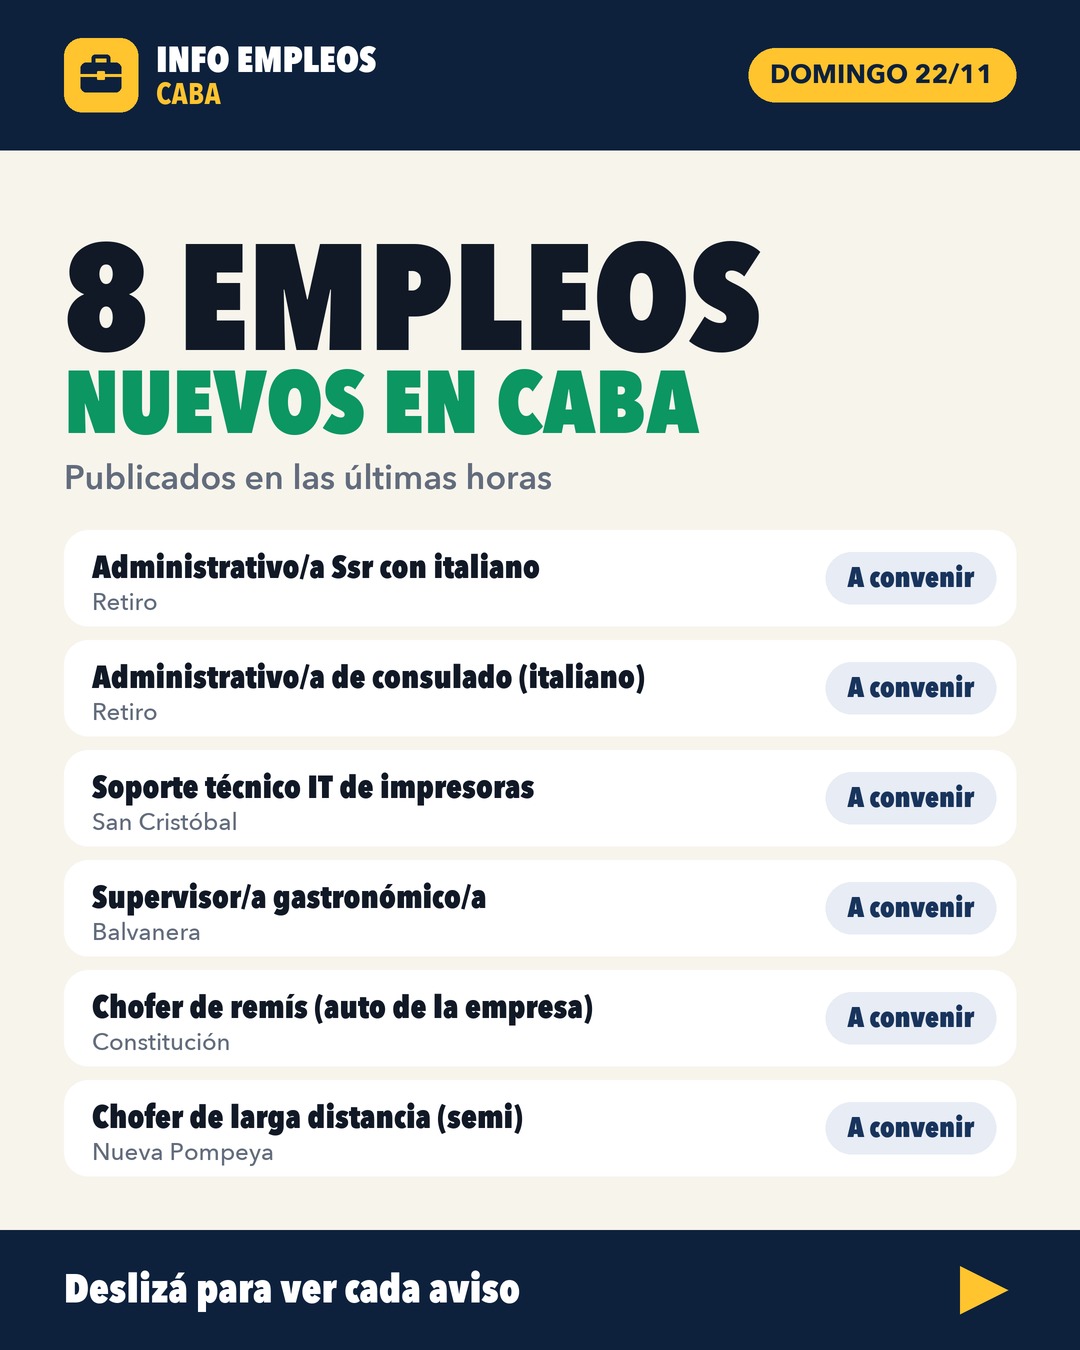 INFO EMPLEOS
CABA
DOMINGO 22/11
8 EMPLEOS
NUEVOS EN CABA
Publicados en las últimas horas
Administrativo/a Ssr con italiano
Retiro
A convenir
Administrativo/a de consulado (italiano)
Retiro
A convenir
Soporte técnico IT de impresoras
San Cristóbal
A convenir
Supervisor/a gastronómico/a
Balvanera
A convenir
Chofer de remís (auto de la empresa)
Constitución
A convenir
Chofer de larga distancia (semi)
Nueva Pompeya
A convenir
Deslizá para ver cada aviso